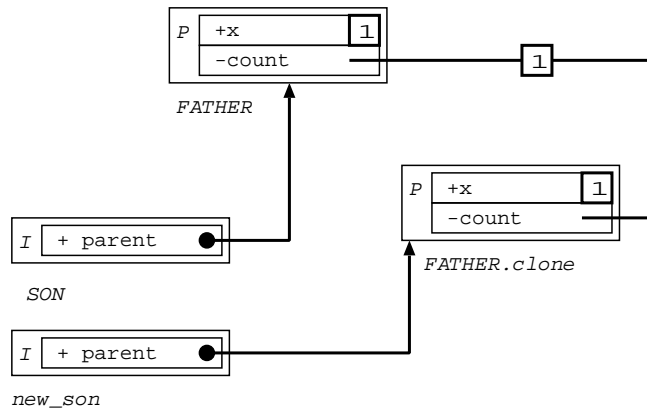 P +x 1
-count 1
FATHER
P +x 1
-count
I + parent
FATHER.clone
SON
I + parent
new_son